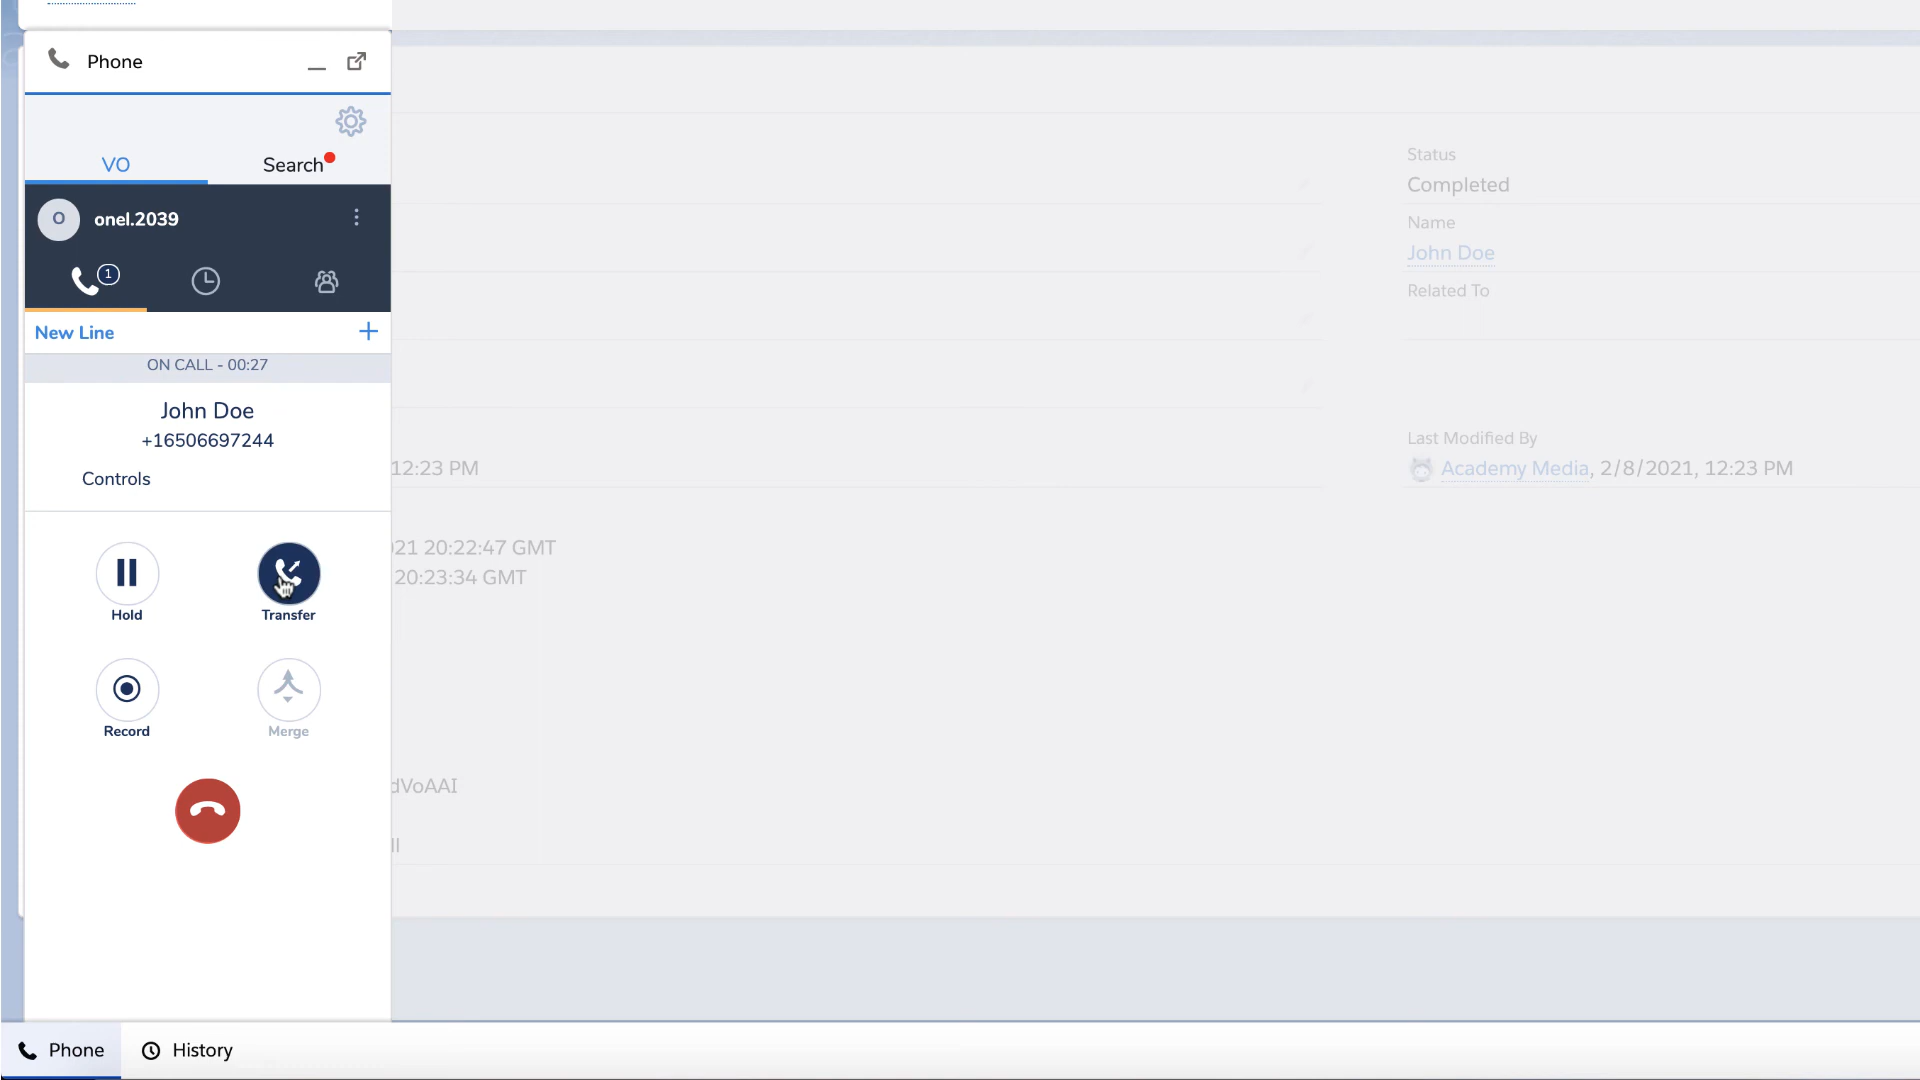 Phone
VO
Search
O
onel.2039
1
New Line
ON CALL - 00:27
John Doe
+16506697244
Controls
Hold
Transfer
Record
Merge
Status
Completed
Name
John Doe
Related To
Last Modified By
12:23 PM
Academy Media, 2/8/2021, 12:23 PM
21 20:22:47 GMT
20:23:34 GMT
dVoAAI
ll
Phone
History